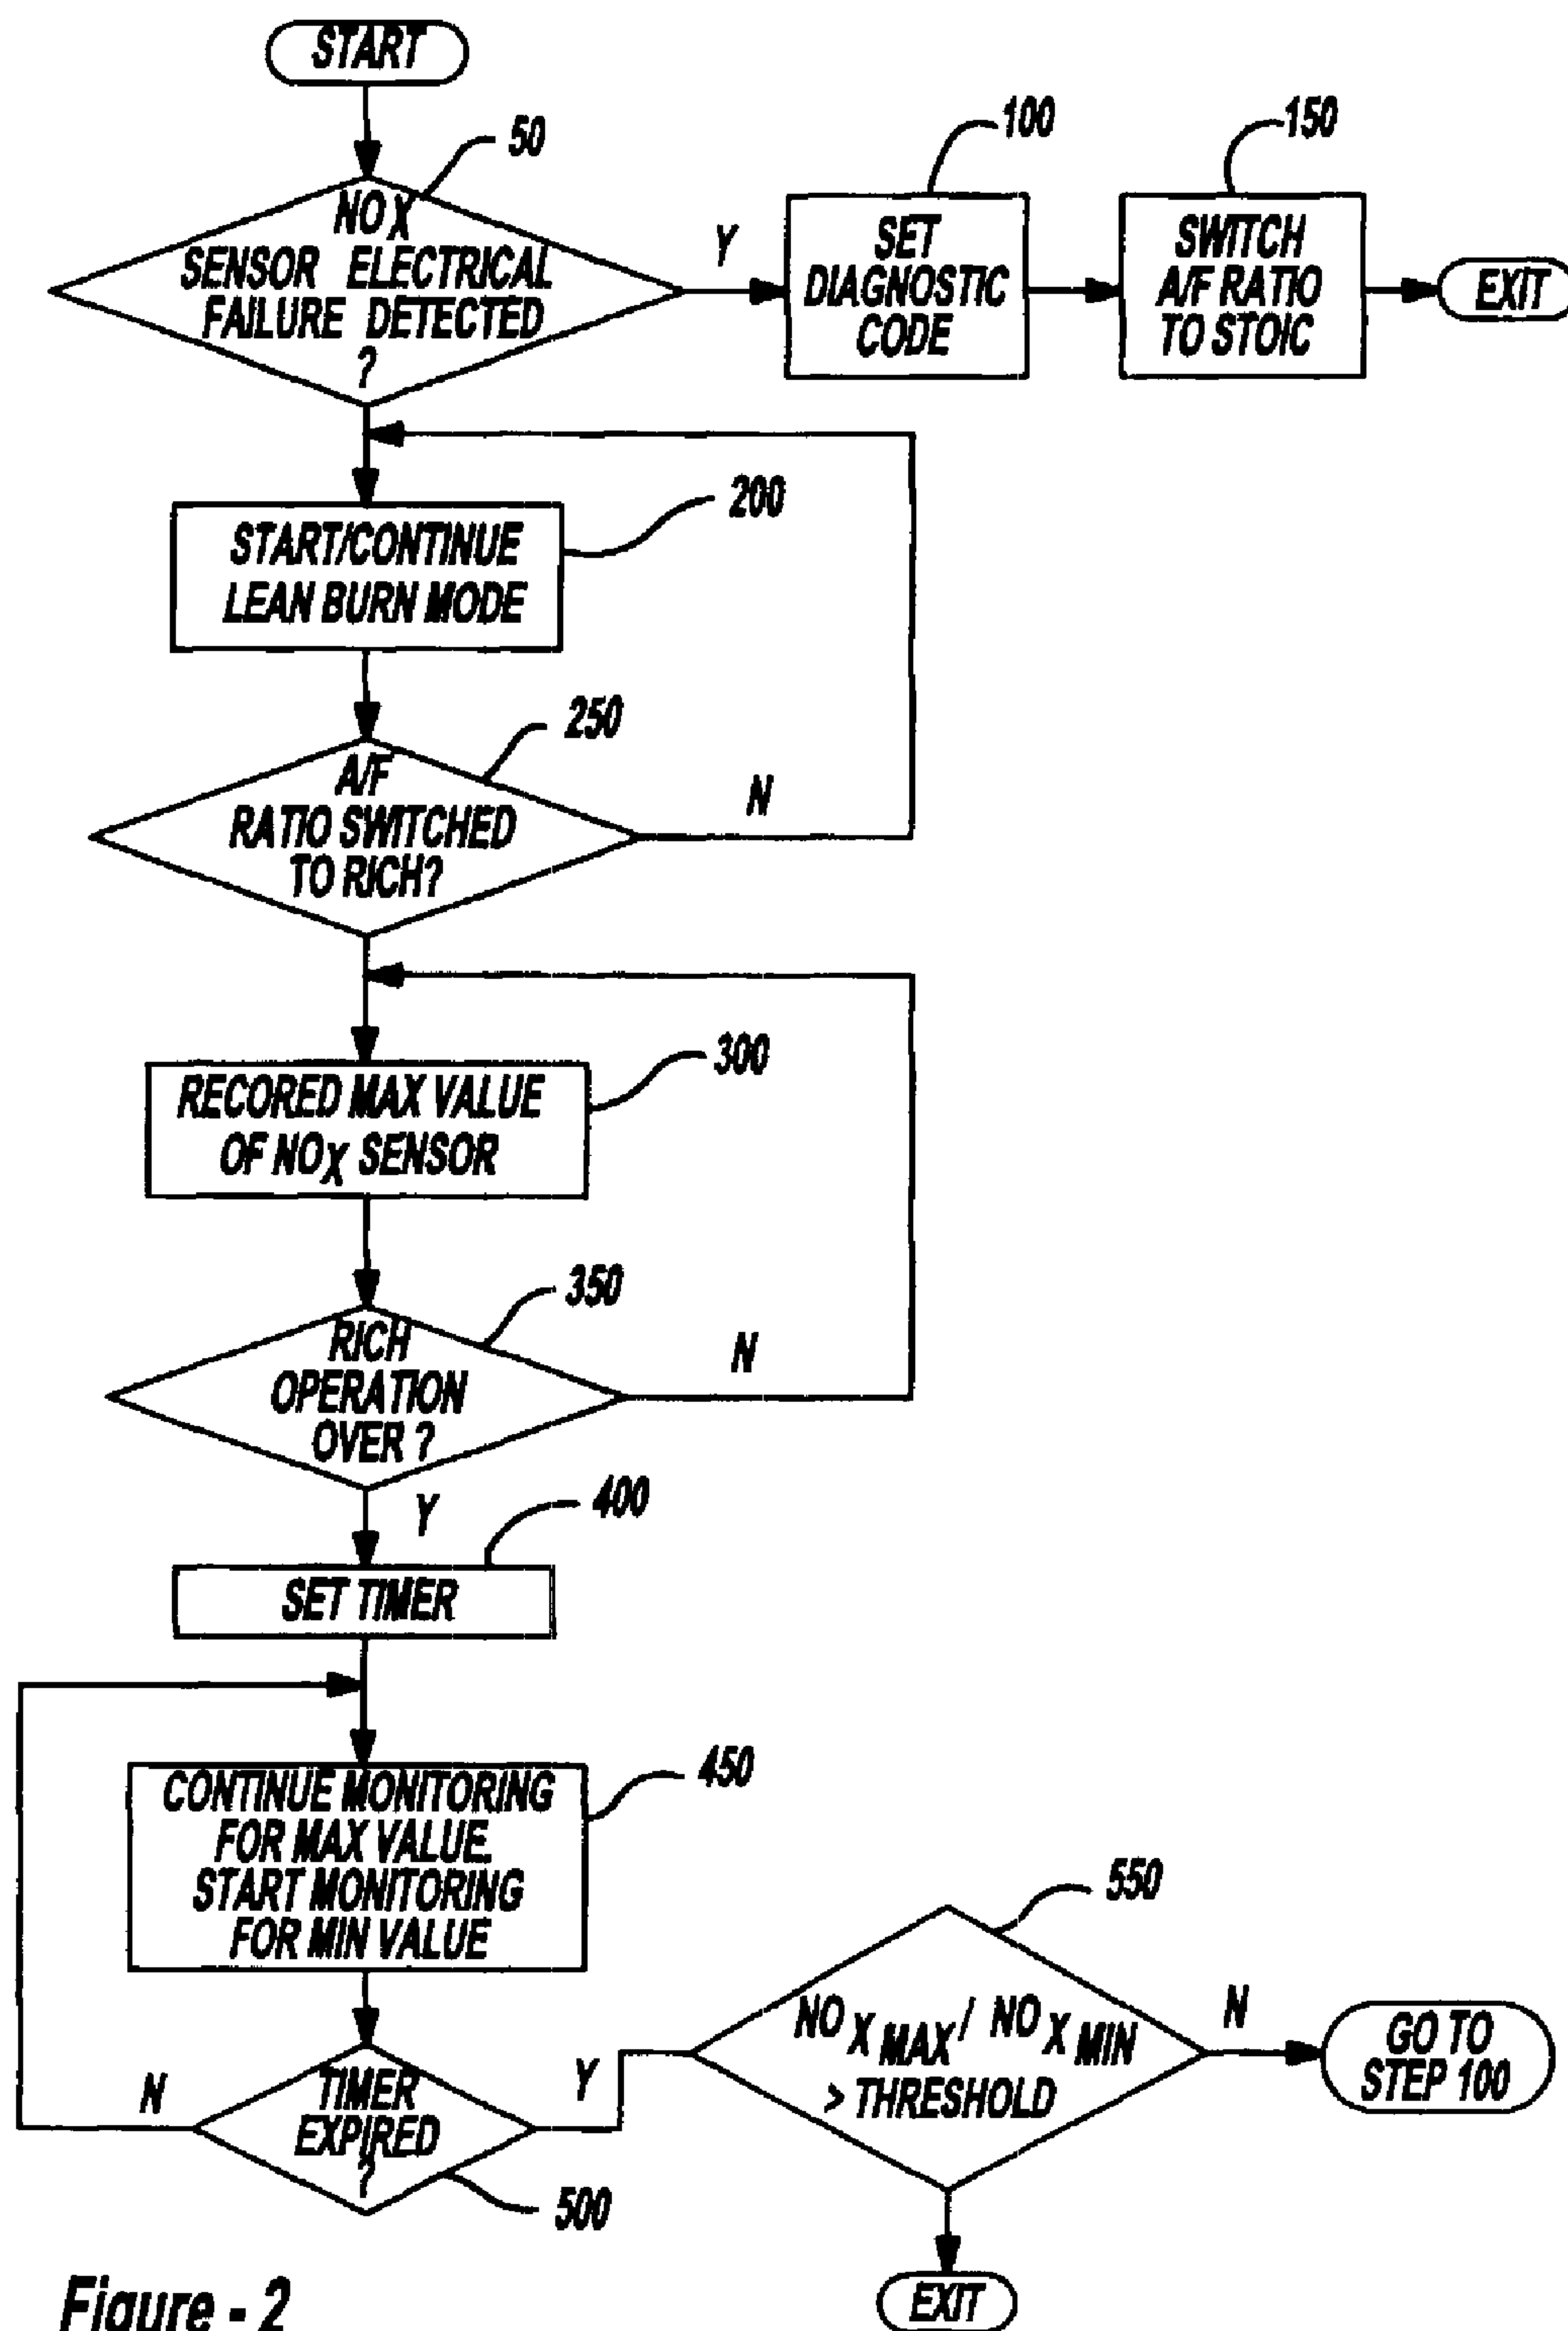 START
50
NOX
SENSOR ELECTRICAL
FAILURE DETECTED
?
Y
100
SET
DIAGNOSTIC
CODE
150
SWITCH
A/F RATIO
TO STOIC
EXIT
200
START/CONTINUE
LEAN BURN MODE
250
A/F
RATIO SWITCHED
TO RICH?
N
300
RECORED MAX VALUE
OF NOX SENSOR
350
RICH
OPERATION
OVER ?
N
Y
400
SET TIMER
450
CONTINUE MONITORING
FOR MAX VALUE.
START MONITORING
FOR MIN VALUE
N
TIMER
EXPIRED
?
500
Y
550
NO X MAX / NO X MIN
> THRESHOLD
N
GO TO
STEP 100
EXIT
Figure - 2